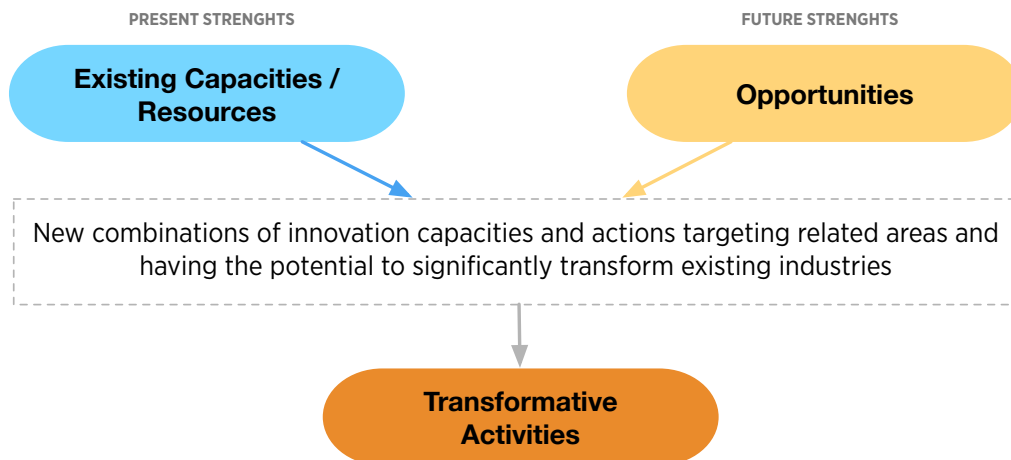 PRESENT STRENGHTS
FUTURE STRENGHTS
Existing Capacities /
Resources
Opportunities
New combinations of innovation capacities and actions targeting related areas and
having the potential to significantly transform existing industries
Transformative
Activities